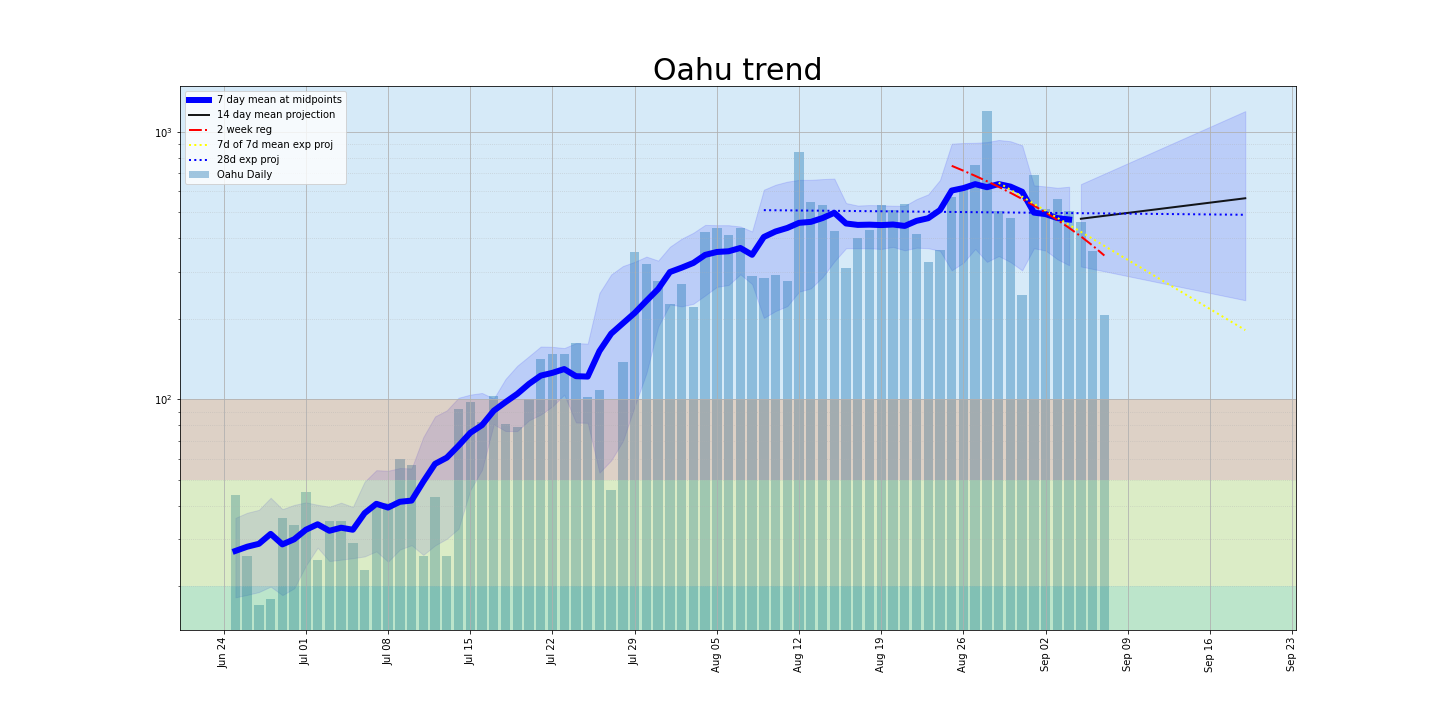 Oahu trend
7 day mean at midpoints
14 day mean projection
2 week reg
7d of 7d mean exp proj
28d exp proj
Oahu Daily
10³
10²
Jun 24
Jul 01
Jul 08
Jul 15
Jul 22
Jul 29
Aug 05
Aug 12
Aug 19
Aug 26
Sep 02
Sep 09
Sep 16
Sep 23